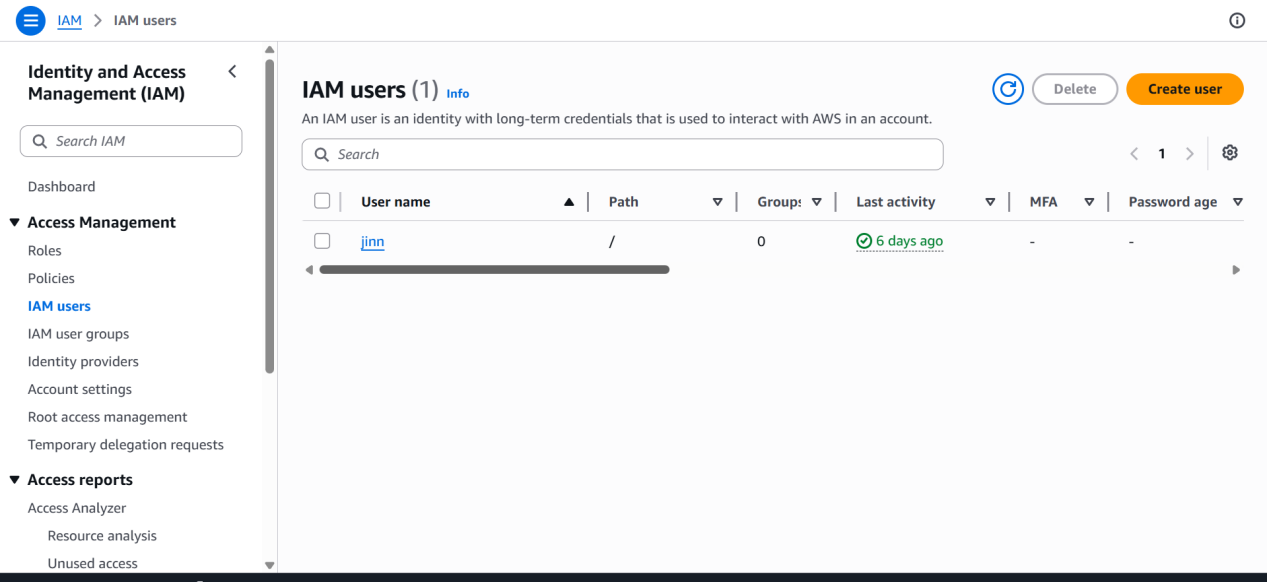 IAM > IAM users
Identity and Access
Management (IAM)
Search IAM
Dashboard
Access Management
Roles
Policies
IAM users
IAM user groups
Identity providers
Account settings
Root access management
Temporary delegation requests
Access reports
Access Analyzer
Resource analysis
Unused access
IAM users (1) Info
Delete
Create user
An IAM user is an identity with long-term credentials that is used to interact with AWS in an account.
Search
1
User name Path Groups Last activity MFA Password age
jinn / 0 6 days ago - -